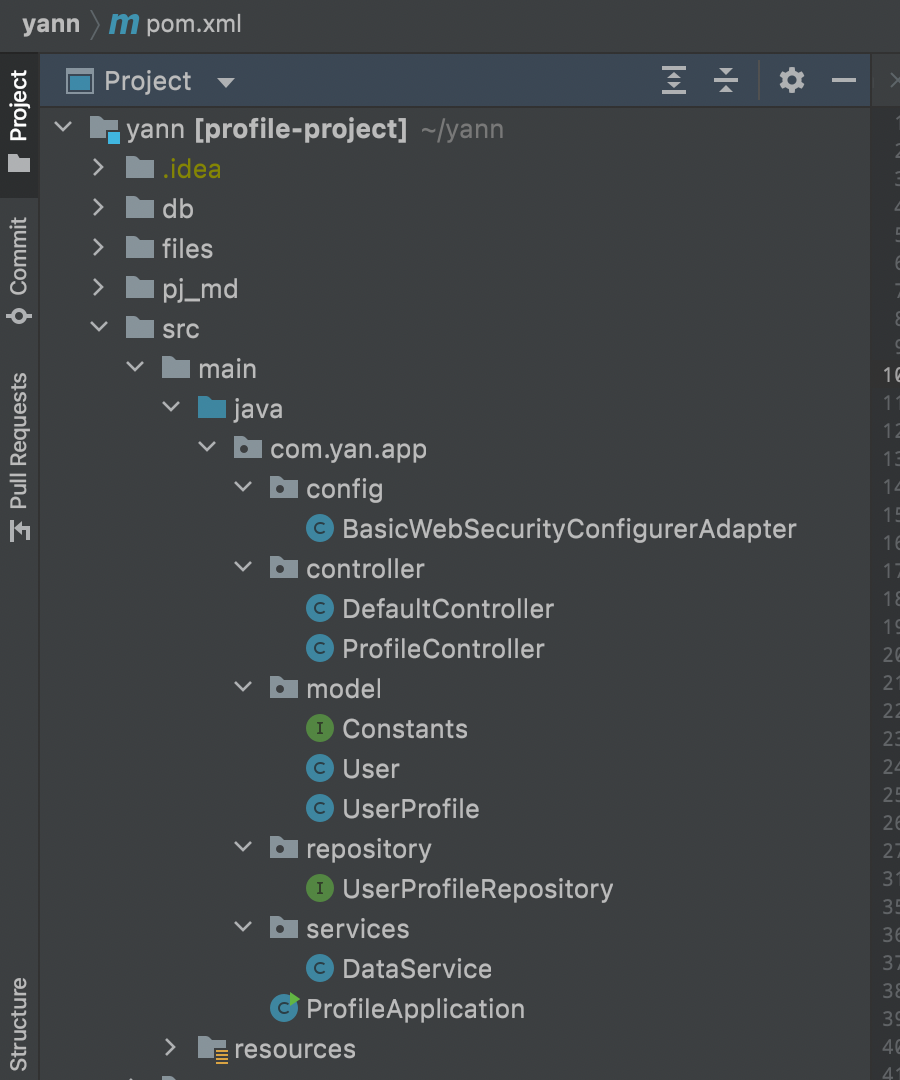 yann pom.xml
Project
yann [profile-project] ~/yann
.idea
db
files
pj_md
src
main
java
com.yan.app
config
C BasicWebSecurityConfigurerAdapter
controller
C DefaultController
C ProfileController
model
I Constants
C User
C UserProfile
repository
I UserProfileRepository
services
C DataService
C ProfileApplication
resources
Project
Commit
Pull Requests
Structure